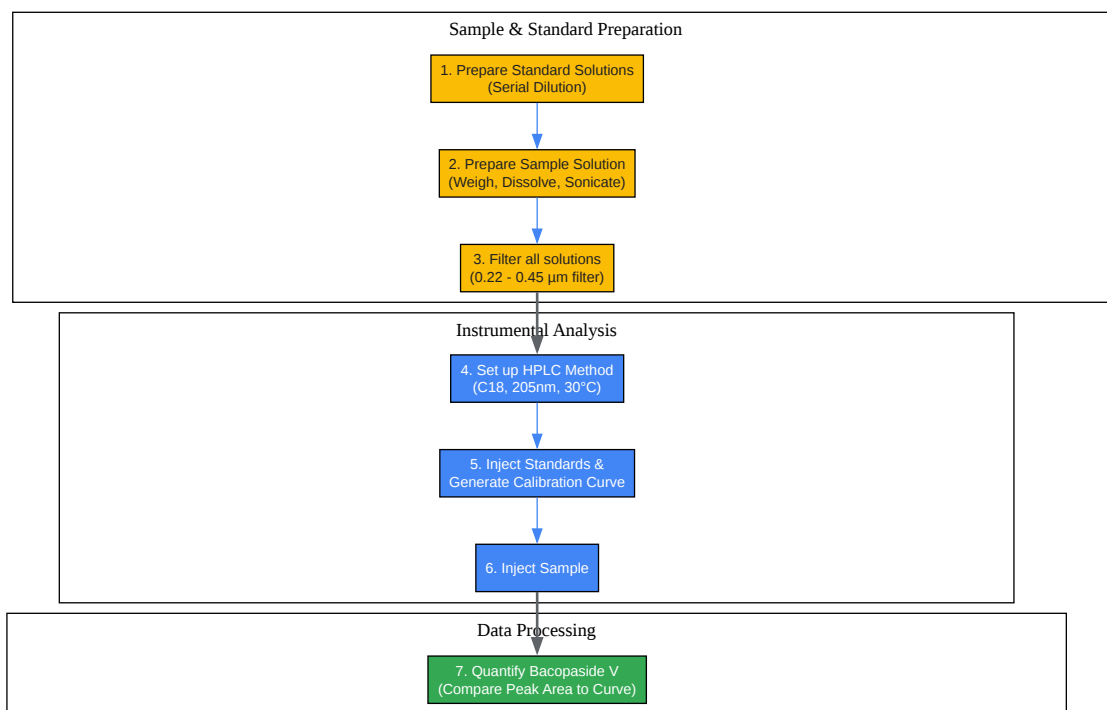 Sample & Standard Preparation
1. Prepare Standard Solutions
(Serial Dilution)
2. Prepare Sample Solution
(Weigh, Dissolve, Sonicate)
3. Filter all solutions
(0.22 - 0.45 µm filter)
Instrumental Analysis
4. Set up HPLC Method
(C18, 205nm, 30°C)
5. Inject Standards &
Generate Calibration Curve
6. Inject Sample
Data Processing
7. Quantify Bacopaside V
(Compare Peak Area to Curve)